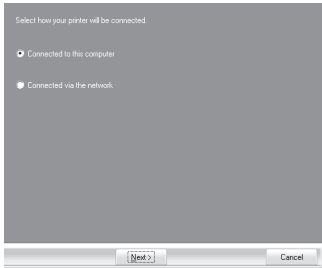 Select how your printer will be connected.
Connected to this computer
Connected via the network
Next >
Cancel